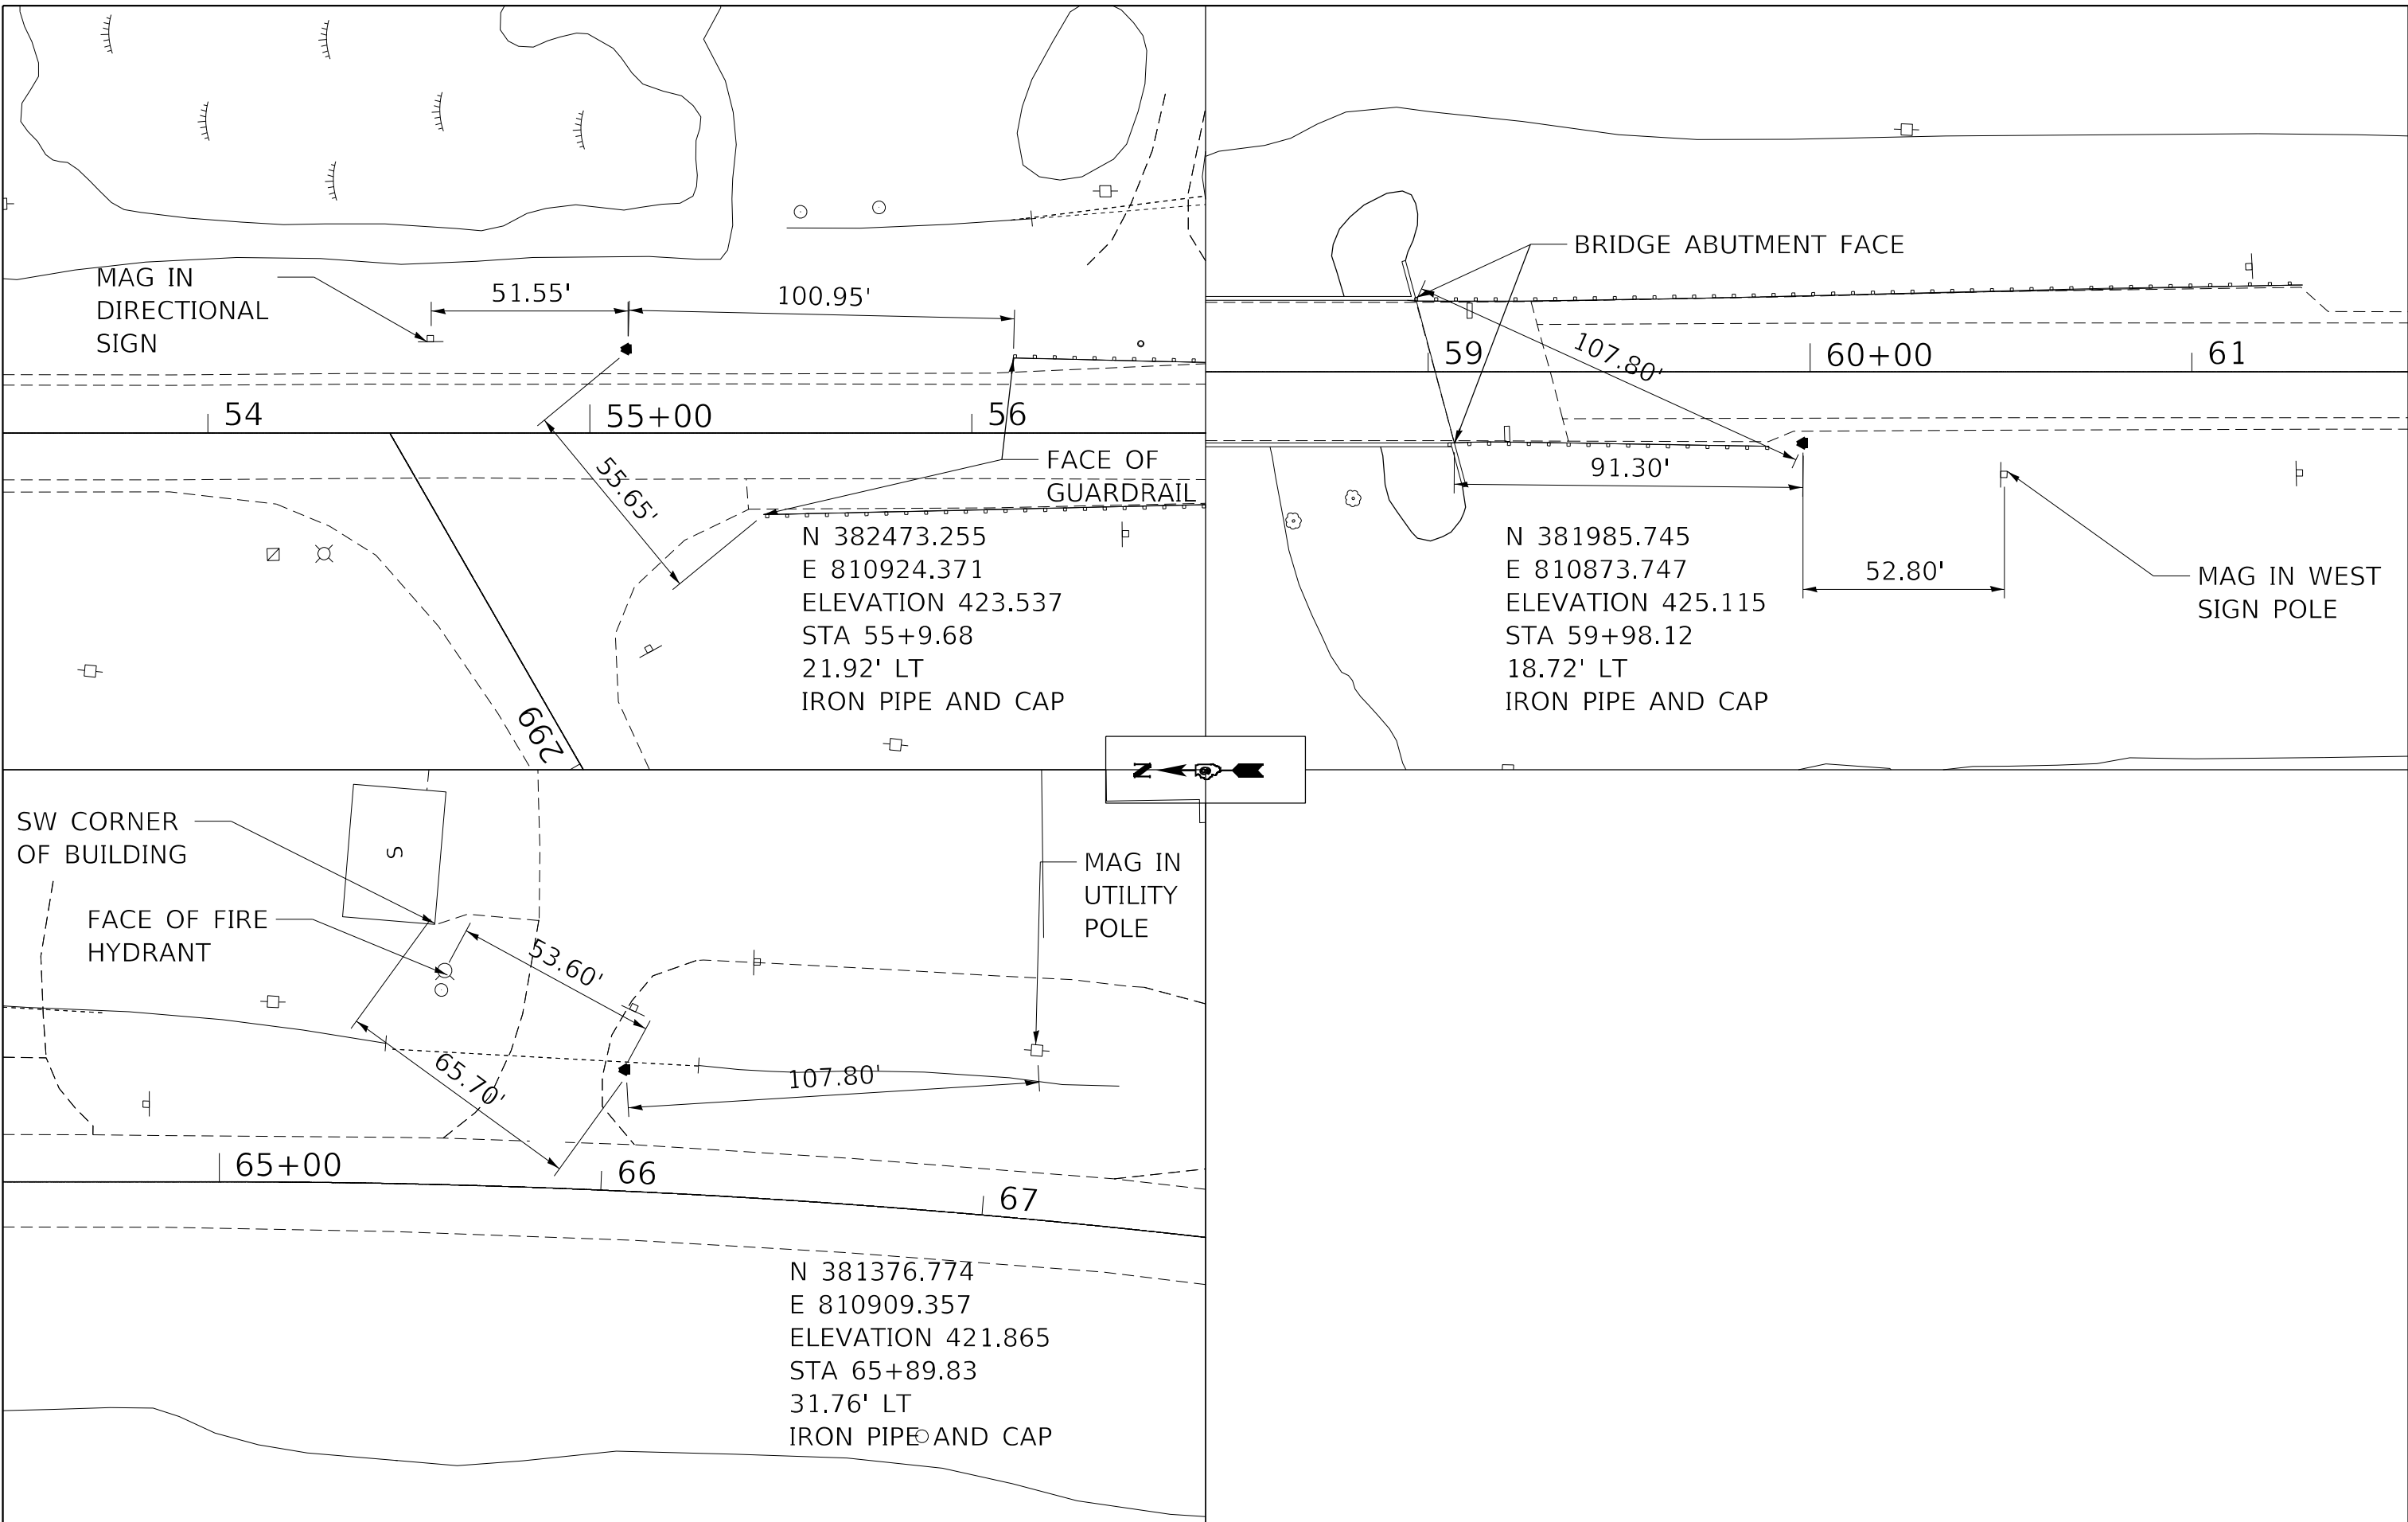 MAG IN
DIRECTIONAL
SIGN
51.55'
100.95'
54
55+00
56
55.65'
FACE OF
GUARDRAIL
N 382473.255
E 810924.371
ELEVATION 423.537
STA 55+9.68
21.92' LT
IRON PIPE AND CAP
299
BRIDGE ABUTMENT FACE
59
107.80'
60+00
61
91.30'
52.80'
MAG IN WEST
SIGN POLE
N 381985.745
E 810873.747
ELEVATION 425.115
STA 59+98.12
18.72' LT
IRON PIPE AND CAP
N
SW CORNER
OF BUILDING
S
FACE OF FIRE
HYDRANT
53.60'
MAG IN
UTILITY
POLE
65.70'
107.80'
65+00
66
67
N 381376.774
E 810909.357
ELEVATION 421.865
STA 65+89.83
31.76' LT
IRON PIPE AND CAP